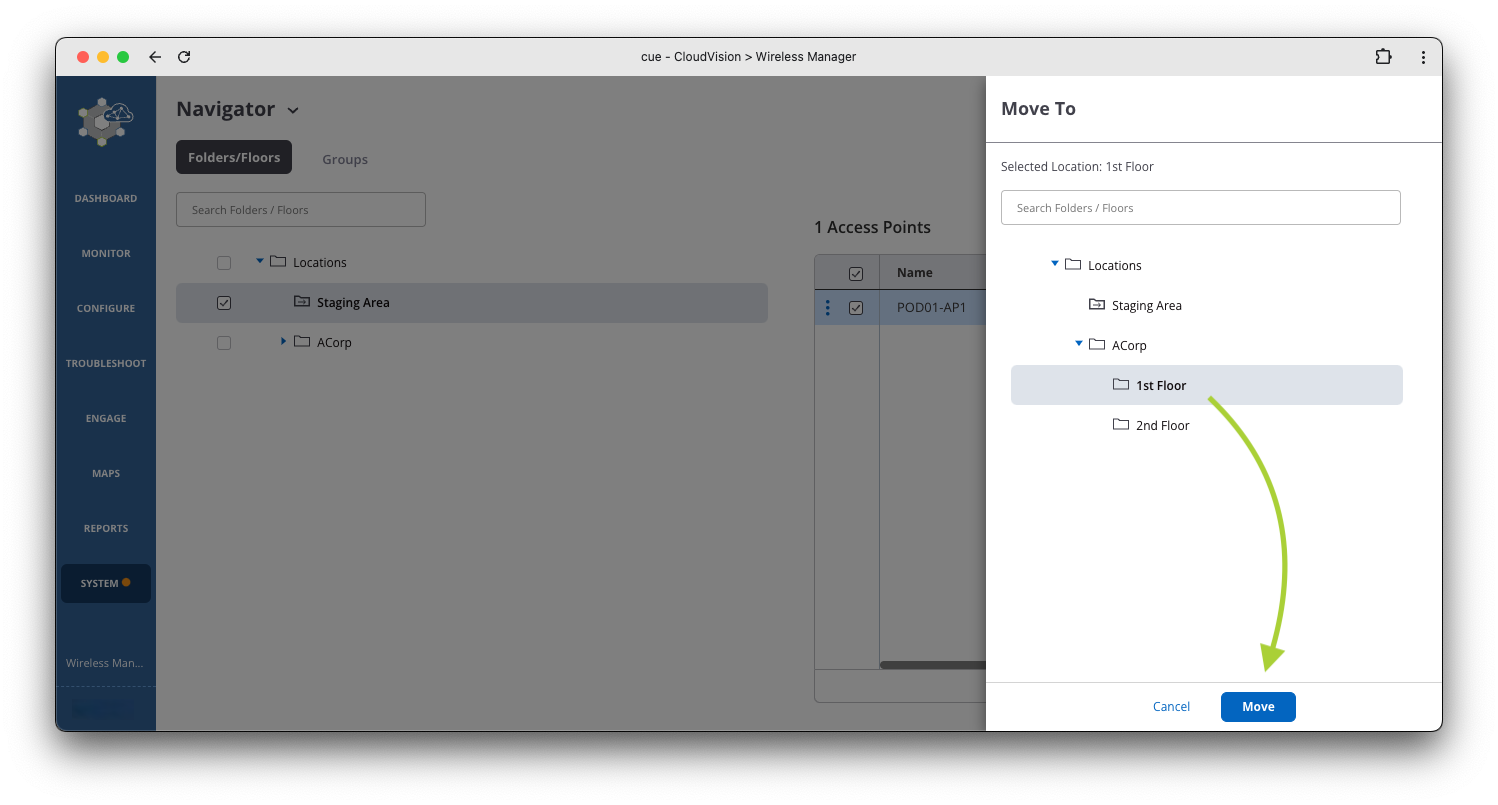 cue - CloudVision > Wireless Manager
DASHBOARD
MONITOR
CONFIGURE
TROUBLESHOOT
ENGAGE
MAPS
REPORTS
SYSTEM
Wireless Man...
Navigator
Folders/Floors
Groups
Search Folders / Floors
Locations
Staging Area
ACorp
1 Access Points
Name
POD01-AP1
Move To
Selected Location: 1st Floor
Search Folders / Floors
Locations
Staging Area
ACorp
1st Floor
2nd Floor
Cancel
Move